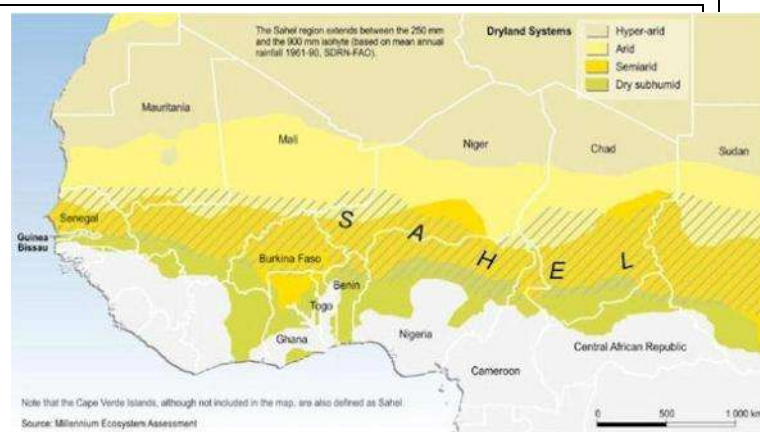 The Sahel region extends between the 250 mm
and the 900 mm isohyte (based on mean annual
rainfall 1961-90, SDRN-FAO).
Dryland Systems
Hyper-arid
Arid
Semiarid
Dry subhumid
Mauritania
Mali
Niger
Chad
Sudan
Senegal
Guinea
Bissau
SAHEL
Burkina Faso
Benin
Togo
Ghana
Nigeria
Cameroon
Central African Republic
Note that the Cape Verde Islands, although not included in the map, are also defined as Sahel.
Source: Millennium Ecosystem Assessment
0 500 1 000 km